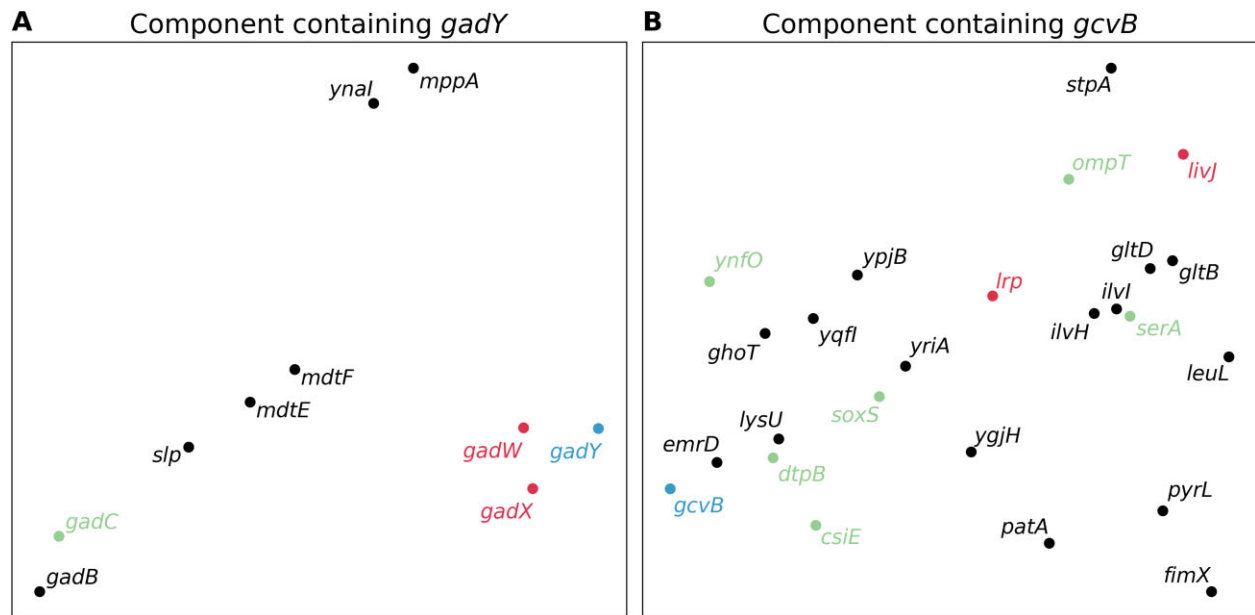 A Component containing gadY
mppA
ynaI
mdtF
mdtE
slp
gadW
gadY
gadX
gadC
gadB
B Component containing gcvB
stpA
ompT
livJ
gltD
gltB
ynfO
ypjB
lrp
ilvI
ilvH
serA
yqfI
ghoT
yriA
leuL
soxS
lysU
emrD
ygjH
dtpB
gcvB
pyrL
csiE
patA
fimX